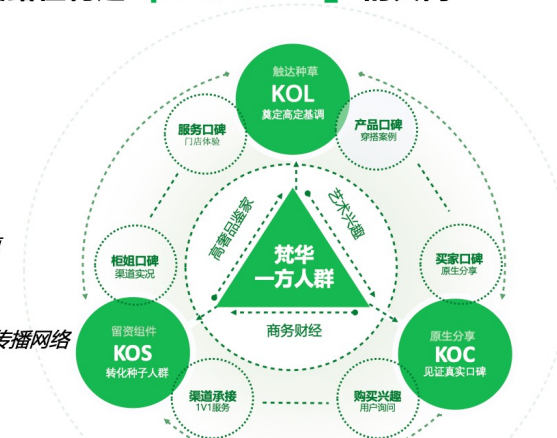 触达种草
KOL
奠定高定基调
服务口碑
门店体验
产品口碑
穿搭案例
高奢品鉴家
艺术兴趣
梵华
一方人群
商务财经
柜姐口碑
渠道实况
买家口碑
原生分享
传播网络
留资组件
KOS
转化种子人群
原生分享
KOC
见证真实口碑
渠道承接
1V1服务
购买兴趣
用户询问